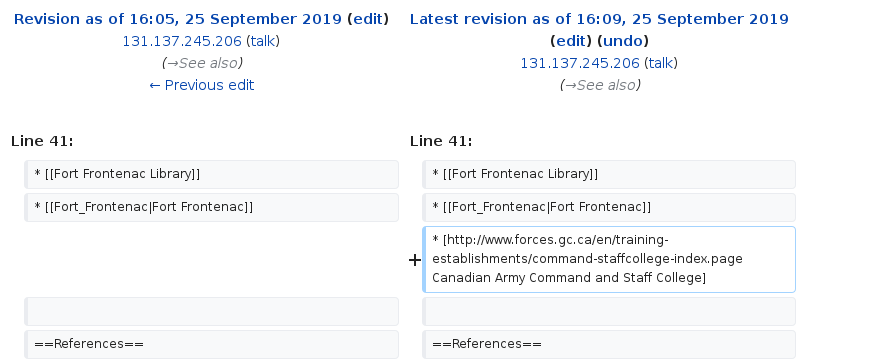 Revision as of 16:05, 25 September 2019 (edit)
131.137.245.206 (talk)
(→See also)
← Previous edit
Latest revision as of 16:09, 25 September 2019
(edit) (undo)
131.137.245.206 (talk)
(→See also)
Line 41:
Line 41:
* [[Fort Frontenac Library]]
* [[Fort Frontenac Library]]
* [[Fort_Frontenac|Fort Frontenac]]
* [[Fort_Frontenac|Fort Frontenac]]
+ * [http://www.forces.gc.ca/en/training-
establishments/command-staffcollege-index.page
Canadian Army Command and Staff College]
==References==
==References==